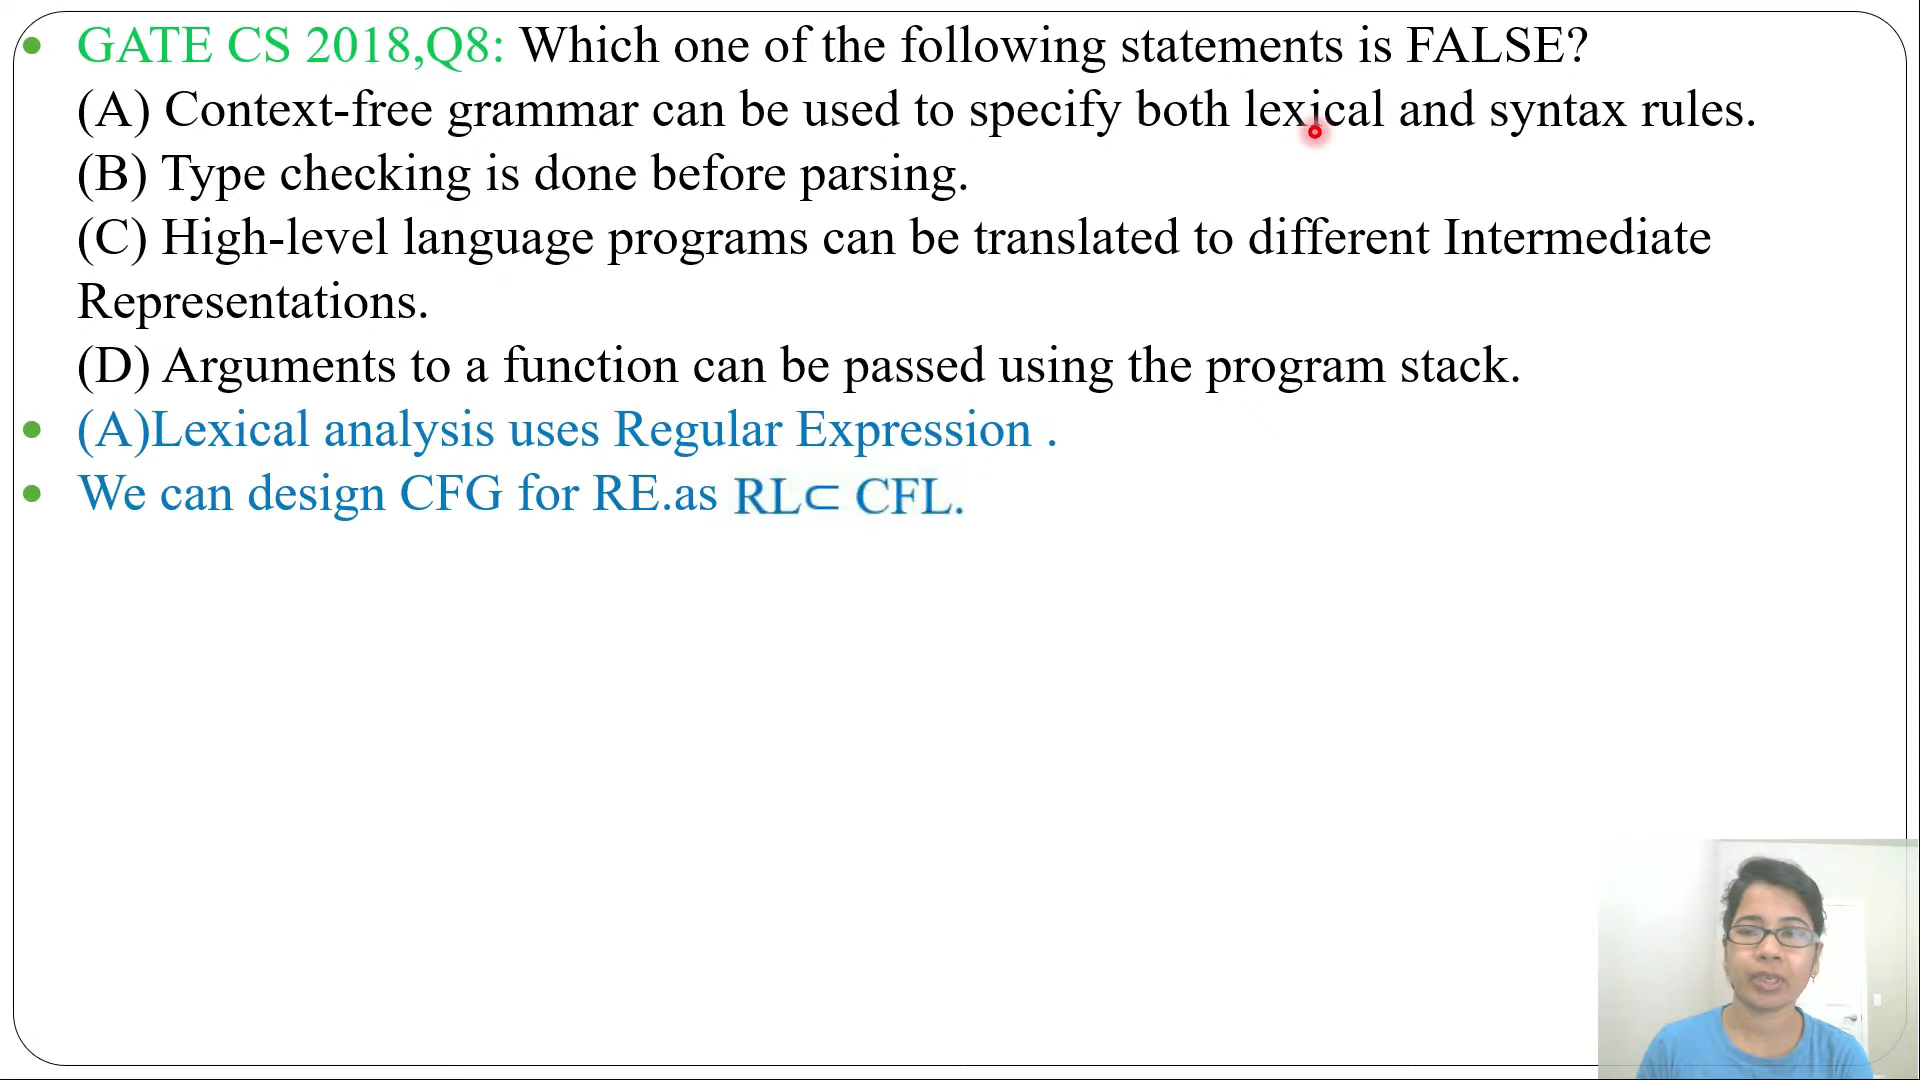 GATE CS 2018,Q8: Which one of the following statements is FALSE?
(A) Context-free grammar can be used to specify both lexical and syntax rules.
(B) Type checking is done before parsing.
(C) High-level language programs can be translated to different Intermediate
Representations.
(D) Arguments to a function can be passed using the program stack.
(A)Lexical analysis uses Regular Expression .
We can design CFG for RE.as RL⊂ CFL.